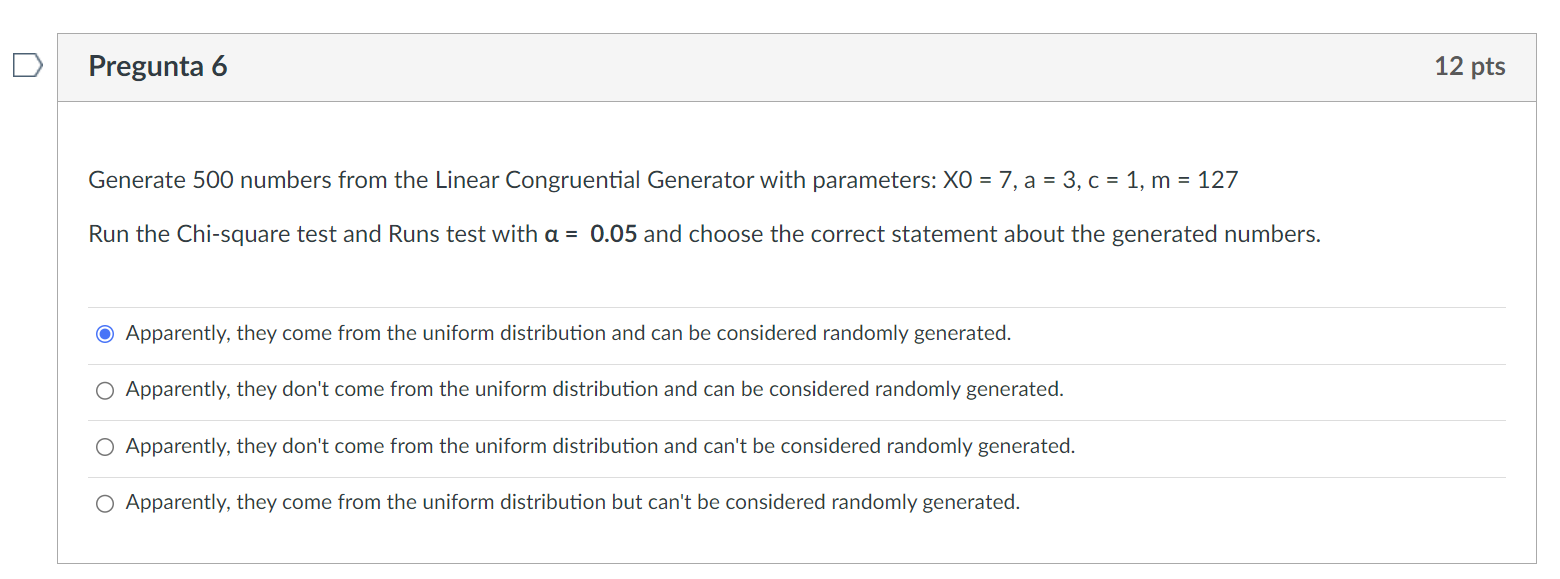 Pregunta 6
12 pts
Generate 500 numbers from the Linear Congruential Generator with parameters: X0 = 7, a = 3, c = 1, m = 127
Run the Chi-square test and Runs test with α = 0.05 and choose the correct statement about the generated numbers.
Apparently, they come from the uniform distribution and can be considered randomly generated.
Apparently, they don't come from the uniform distribution and can be considered randomly generated.
Apparently, they don't come from the uniform distribution and can't be considered randomly generated.
Apparently, they come from the uniform distribution but can't be considered randomly generated.